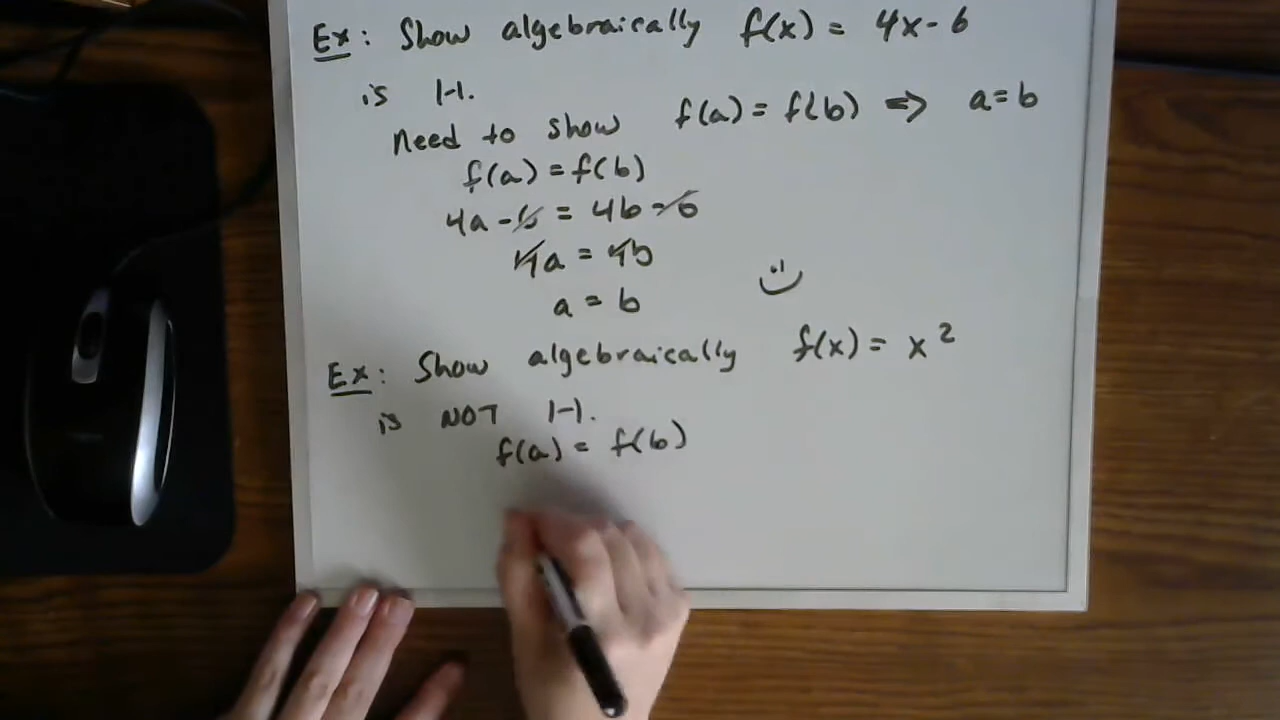 Ex: Show algebraically f(x) = 4x - 6
is 1-1.
Need to show f(a) = f(b) => a = b
f(a) = f(b)
4a - 6 = 4b - 6
4a = 4b
a = b
Ex: Show algebraically f(x) = x²
is NOT 1-1.
f(a) = f(b)